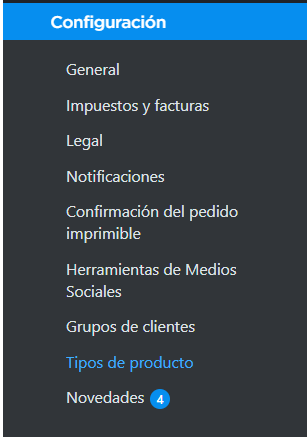 Configuración
General
Impuestos y facturas
Legal
Notificaciones
Confirmación del pedido
imprimible
Herramientas de Medios
Sociales
Grupos de clientes
Tipos de producto
Novedades 4